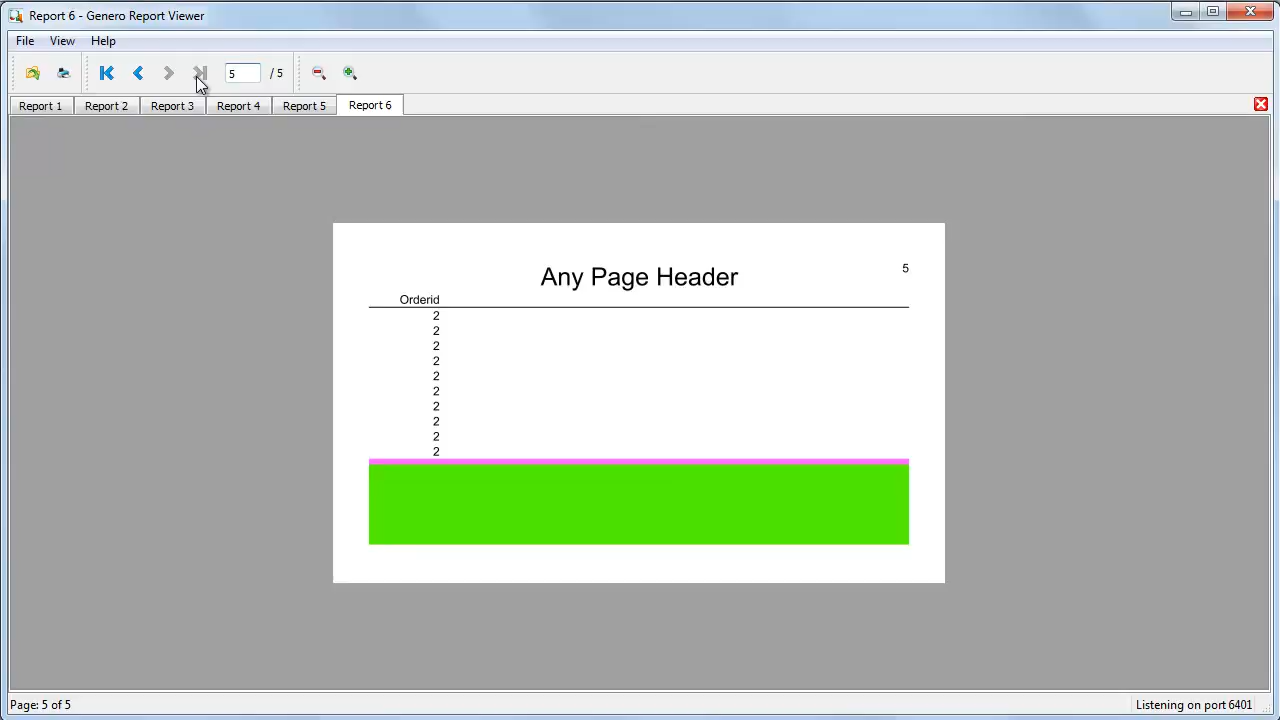 Report 6 - Genero Report Viewer
File View Help
5 / 5
Report 1 Report 2 Report 3 Report 4 Report 5 Report 6
5
Any Page Header
Orderid
2
2
2
2
2
2
2
2
2
2
Page: 5 of 5 Listening on port 6401